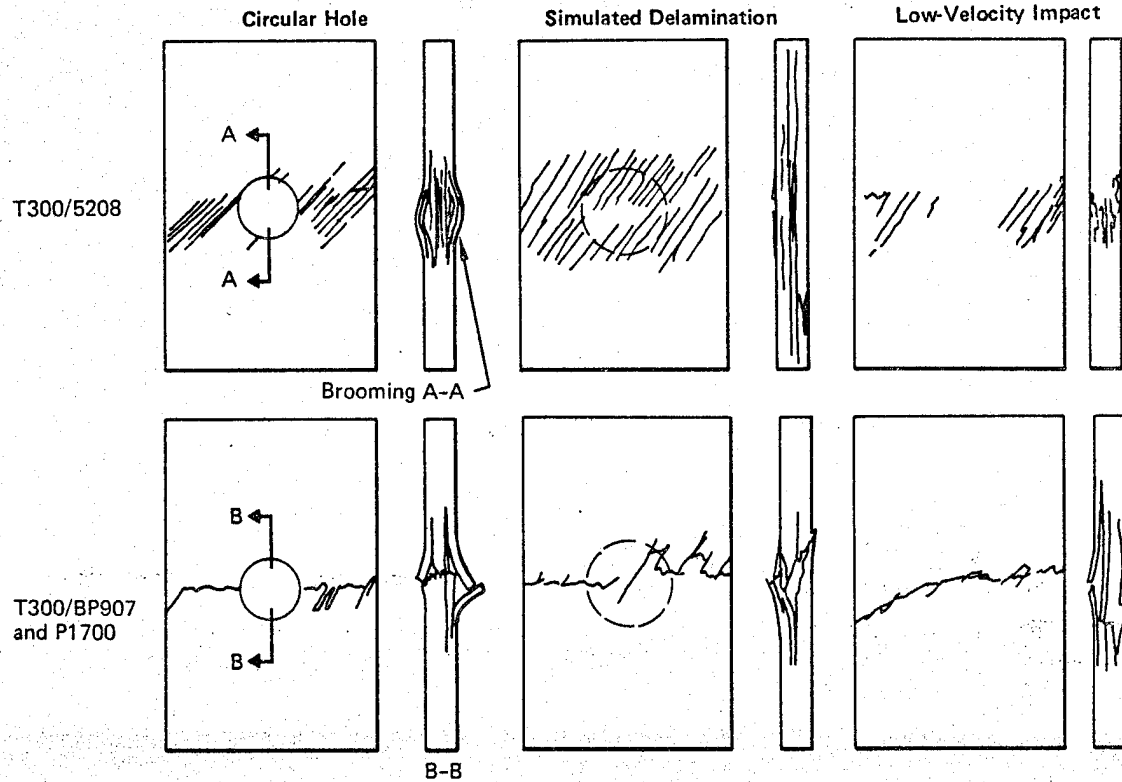 Circular Hole
Simulated Delamination
Low-Velocity Impact
A
T300/5208
A
Brooming A-A
B
T300/BP907
and P1700
B
B-B